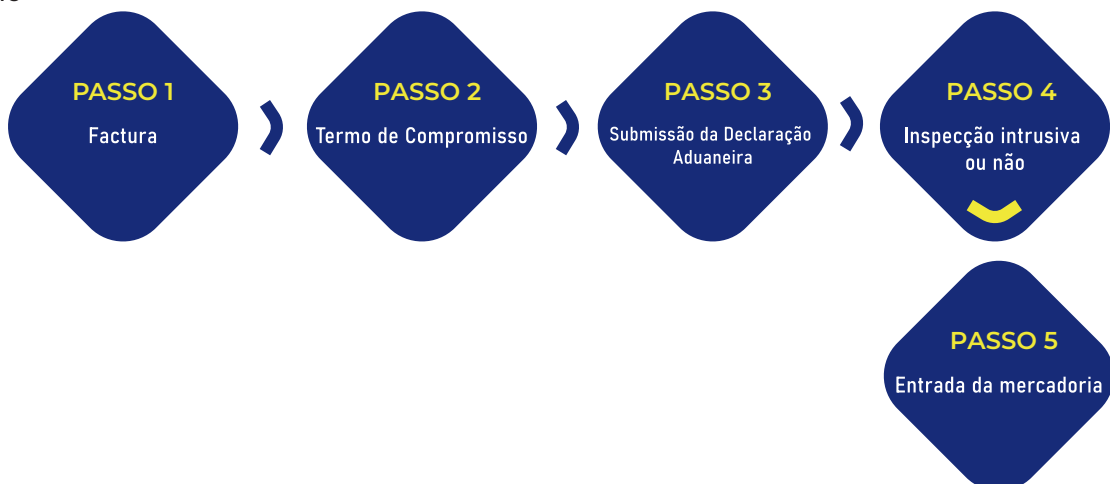 PASSO 1
Factura
PASSO 2
Termo de Compromisso
PASSO 3
Submissão da Declaração
Aduaneira
PASSO 4
Inspecção intrusiva
ou não
PASSO 5
Entrada da mercadoria